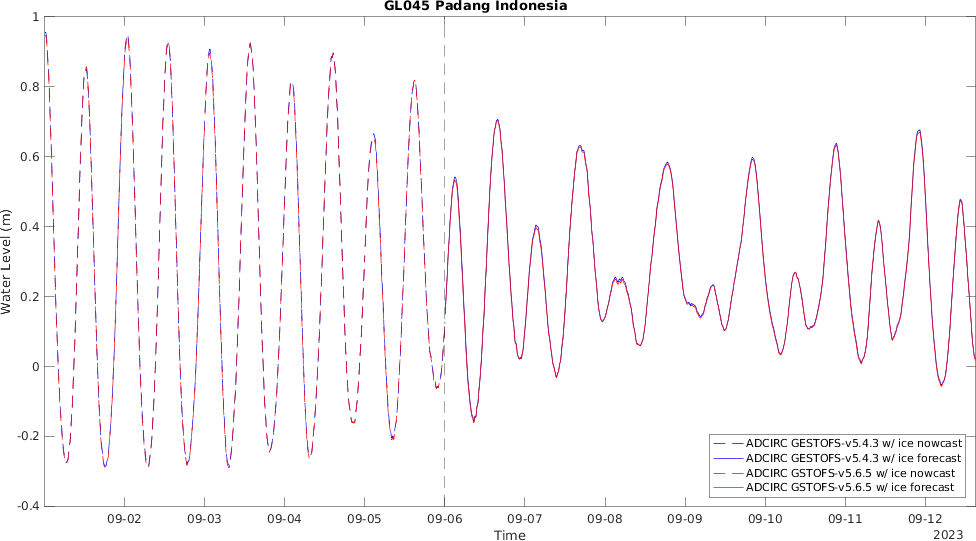 GL045 Padang Indonesia
Water Level (m)
1
0.8
0.6
0.4
0.2
0
-0.2
-0.4
09-02 09-03 09-04 09-05 09-06 09-07 09-08 09-09 09-10 09-11 09-12
Time
2023
ADCIRC GESTOFS-v5.4.3 w/ ice nowcast
ADCIRC GESTOFS-v5.4.3 w/ ice forecast
ADCIRC GSTOFS-v5.6.5 w/ ice nowcast
ADCIRC GSTOFS-v5.6.5 w/ ice forecast